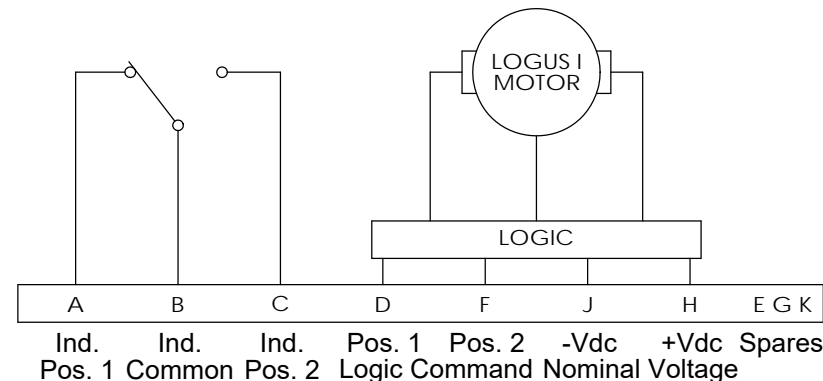 LOGUS I
MOTOR
LOGIC
A B C D F J H E G K
Ind. Ind. Ind. Pos. 1 Pos. 2 -Vdc +Vdc Spares
Pos. 1 Common Pos. 2 Logic Command Nominal Voltage